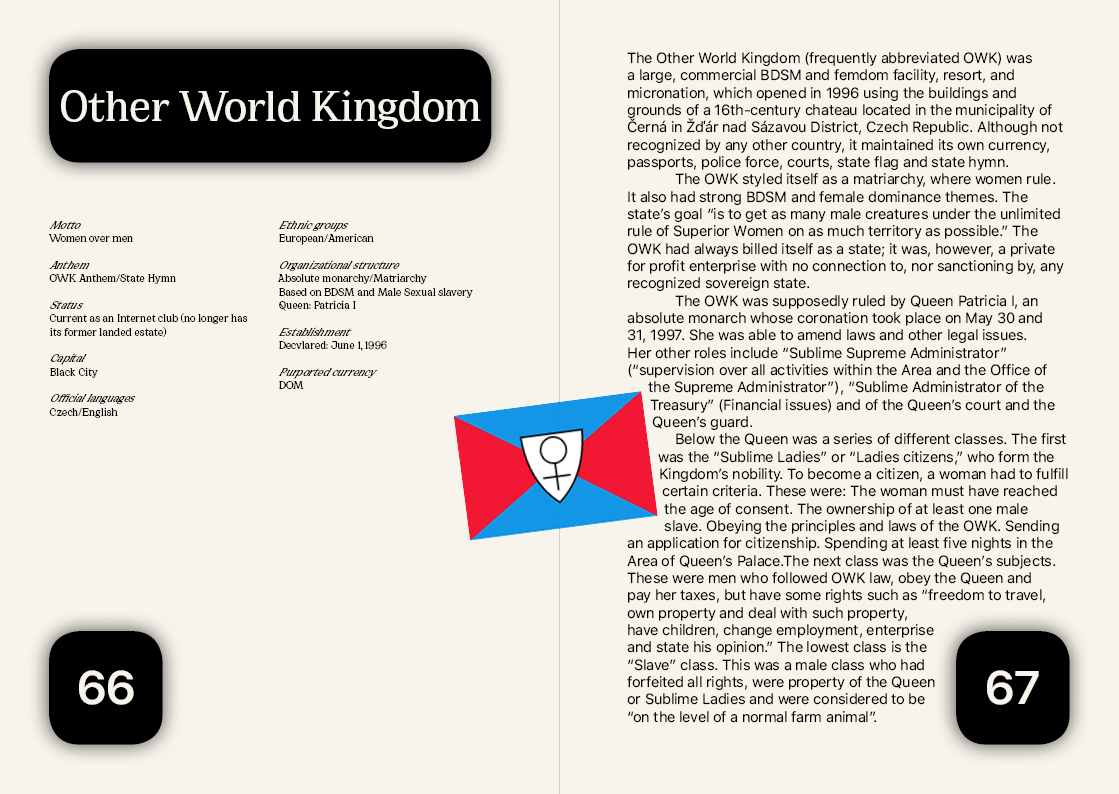 Other World Kingdom
Motto
Women over men
Anthem
OWK Anthem/State Hymn
Status
Current as an Internet club (no longer has
its former landed estate)
Capital
Black City
Official languages
Czech/English
Ethnic groups
European/American
Organizational structure
Absolute monarchy/Matriarchy
Based on BDSM and Male Sexual slavery
Queen: Patricia I
Establishment
Decvlared: June 1, 1996
Purported currency
DOM
66
The Other World Kingdom (frequently abbreviated OWK) was
a large, commercial BDSM and femdom facility, resort, and
micronation, which opened in 1996 using the buildings and
grounds of a 16th-century chateau located in the municipality of
Černá in Žďár nad Sázavou District, Czech Republic. Although not
recognized by any other country, it maintained its own currency,
passports, police force, courts, state flag and state hymn.
The OWK styled itself as a matriarchy, where women rule.
It also had strong BDSM and female dominance themes. The
state’s goal “is to get as many male creatures under the unlimited
rule of Superior Women on as much territory as possible.” The
OWK had always billed itself as a state; it was, however, a private
for profit enterprise with no connection to, nor sanctioning by, any
recognized sovereign state.
The OWK was supposedly ruled by Queen Patricia I, an
absolute monarch whose coronation took place on May 30 and
31, 1997. She was able to amend laws and other legal issues.
Her other roles include “Sublime Supreme Administrator”
(“supervision over all activities within the Area and the Office of
the Supreme Administrator”), “Sublime Administrator of the
Treasury” (Financial issues) and of the Queen’s court and the
Queen’s guard.
Below the Queen was a series of different classes. The first
was the “Sublime Ladies” or “Ladies citizens,” who form the
Kingdom’s nobility. To become a citizen, a woman had to fulfill
certain criteria. These were: The woman must have reached
the age of consent. The ownership of at least one male
slave. Obeying the principles and laws of the OWK. Sending
an application for citizenship. Spending at least five nights in the
Area of Queen’s Palace.The next class was the Queen’s subjects.
These were men who followed OWK law, obey the Queen and
pay her taxes, but have some rights such as “freedom to travel,
own property and deal with such property,
have children, change employment, enterprise
and state his opinion.” The lowest class is the
“Slave” class. This was a male class who had
forfeited all rights, were property of the Queen
or Sublime Ladies and were considered to be
“on the level of a normal farm animal”.
67